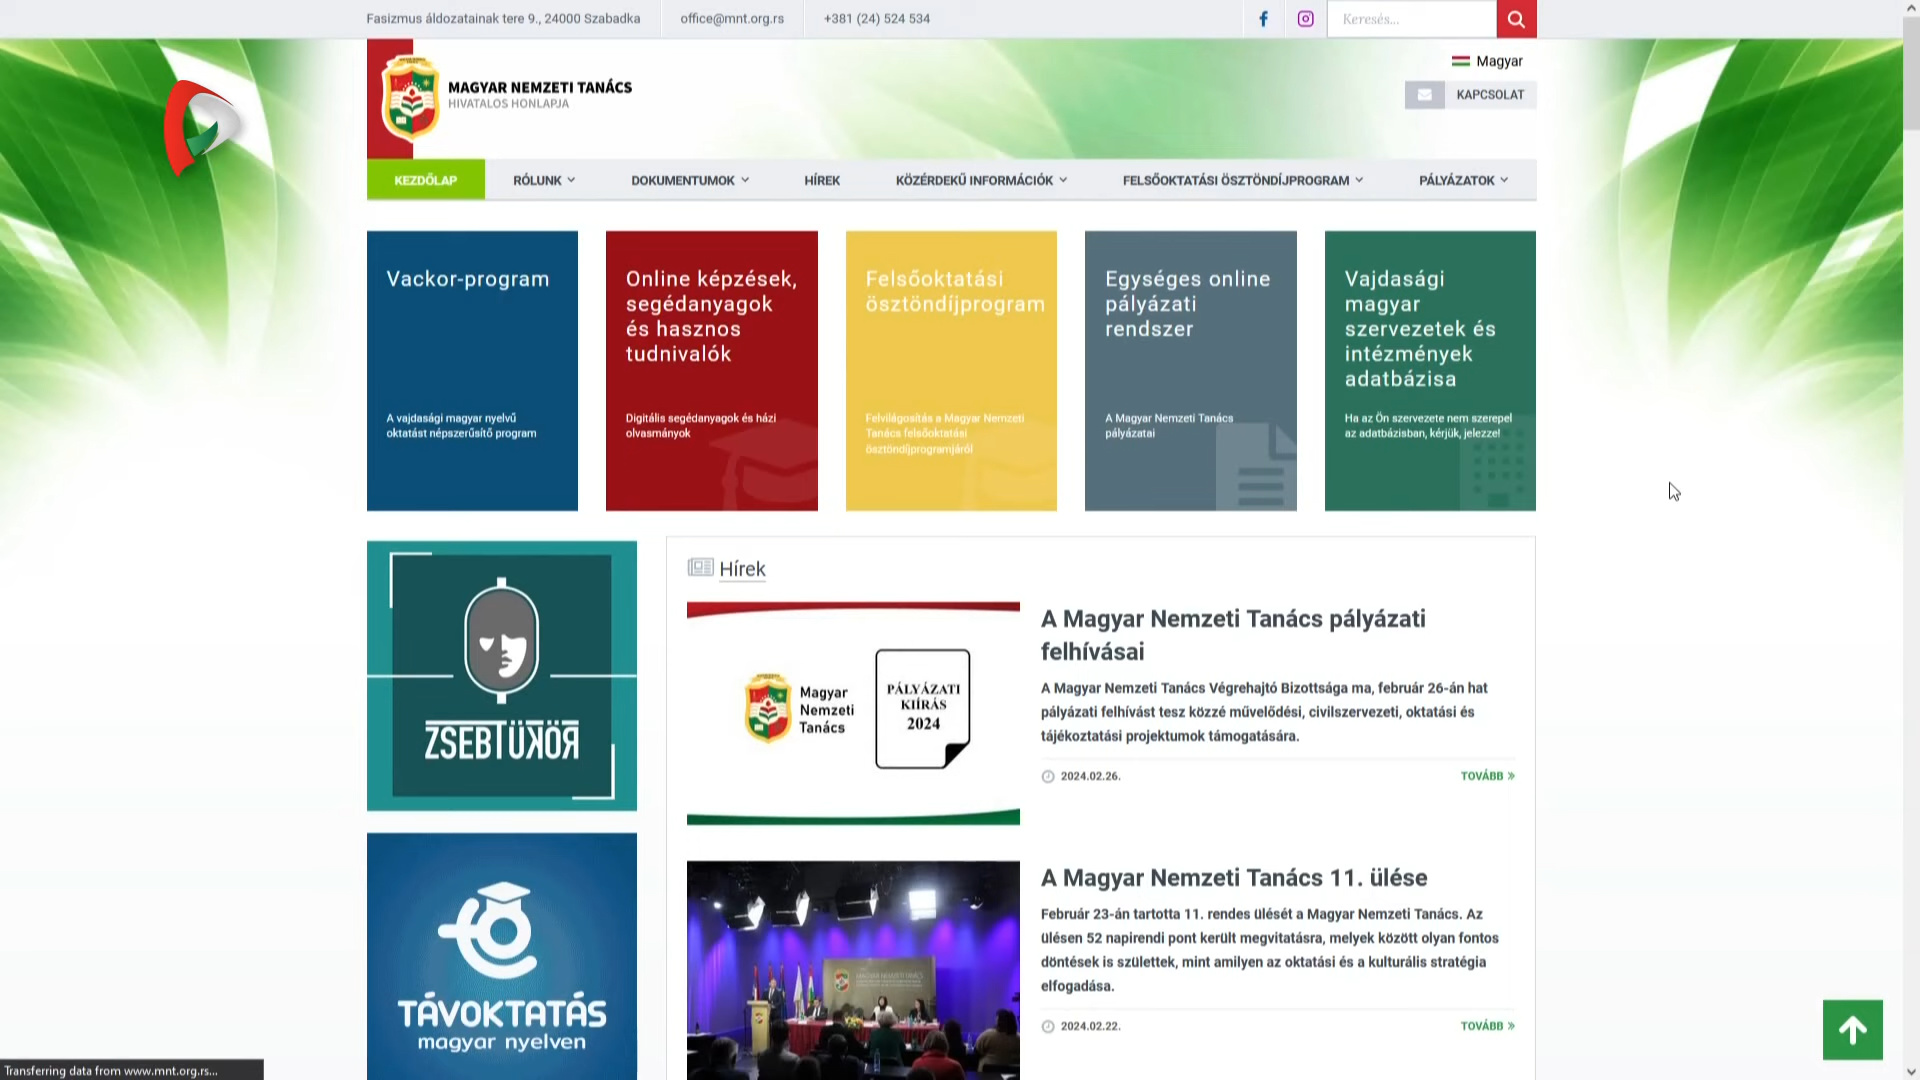 Fasizmus áldozatainak tere 9., 24000 Szabadka
office@mnt.org.rs
+381 (24) 524 534
Keresés...
MAGYAR NEMZETI TANÁCS
HIVATALOS HONLAPJA
Magyar
KAPCSOLAT
KEZDŐLAP
RÓLUNK
DOKUMENTUMOK
HÍREK
KÖZÉRDEKŰ INFORMÁCIÓK
FELSŐOKTATÁSI ÖSZTÖNDÍJPROGRAM
PÁLYÁZATOK
Vackor-program
A vajdasági magyar nyelvű
oktatást népszerűsítő program
Online képzések,
segédanyagok
és hasznos
tudnivalók
Digitális segédanyagok és házi
olvasmányok
Felsőoktatási
ösztöndíjprogram
Felvilágosítás a Magyar Nemzeti
Tanács felsőoktatási
ösztöndíjprogramjáról
Egységes online
pályázati
rendszer
A Magyar Nemzeti Tanács
pályázatai
Vajdasági
magyar
szervezetek és
intézmények
adatbázisa
Ha az Ön szervezete nem szerepel
az adatbázisban, kérjük, jelezze!
ZSEBTÜKÖR
TÁVOKTATÁS
magyar nyelven
Hírek
Magyar
Nemzeti
Tanács
PÁLYÁZATI
KIÍRÁS
2024
A Magyar Nemzeti Tanács pályázati
felhívásai
A Magyar Nemzeti Tanács Végrehajtó Bizottsága ma, február 26-án hat
pályázati felhívást tesz közzé művelődési, civilszervezeti, oktatási és
tájékoztatási projektumok támogatására.
2024.02.26.
TOVÁBB »
A Magyar Nemzeti Tanács 11. ülése
Február 23-án tartotta 11. rendes ülését a Magyar Nemzeti Tanács. Az
ülésen 52 napirendi pont került megvitatásra, melyek között olyan fontos
döntések is születtek, mint amilyen az oktatási és a kulturális stratégia
elfogadása.
2024.02.22.
TOVÁBB »
Transferring data from www.mnt.org.rs...